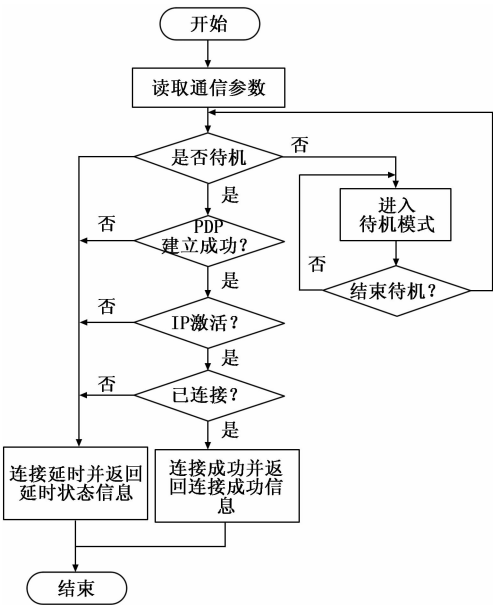 开始
读取通信参数
是否待机
否
是
进入
待机模式
否
PDP
建立成功?
是
否
结束待机?
否
IP激活?
是
否
已连接?
是
连接延时并返回
延时状态信息
连接成功并返
回连接成功信
息
结束